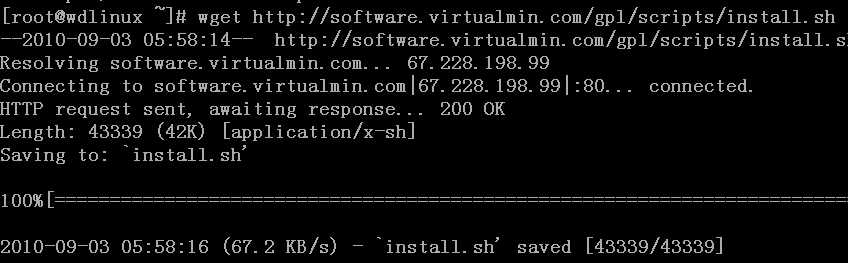 [root@wdlinux ~]# wget http://software.virtualmin.com/gpl/scripts/install.sh
--2010-09-03 05:58:14--  http://software.virtualmin.com/gpl/scripts/install.sh
Resolving software.virtualmin.com... 67.228.198.99
Connecting to software.virtualmin.com|67.228.198.99|:80... connected.
HTTP request sent, awaiting response... 200 OK
Length: 43339 (42K) [application/x-sh]
Saving to: `install.sh'
100%[======================================================================
2010-09-03 05:58:16 (67.2 KB/s) - `install.sh' saved [43339/43339]